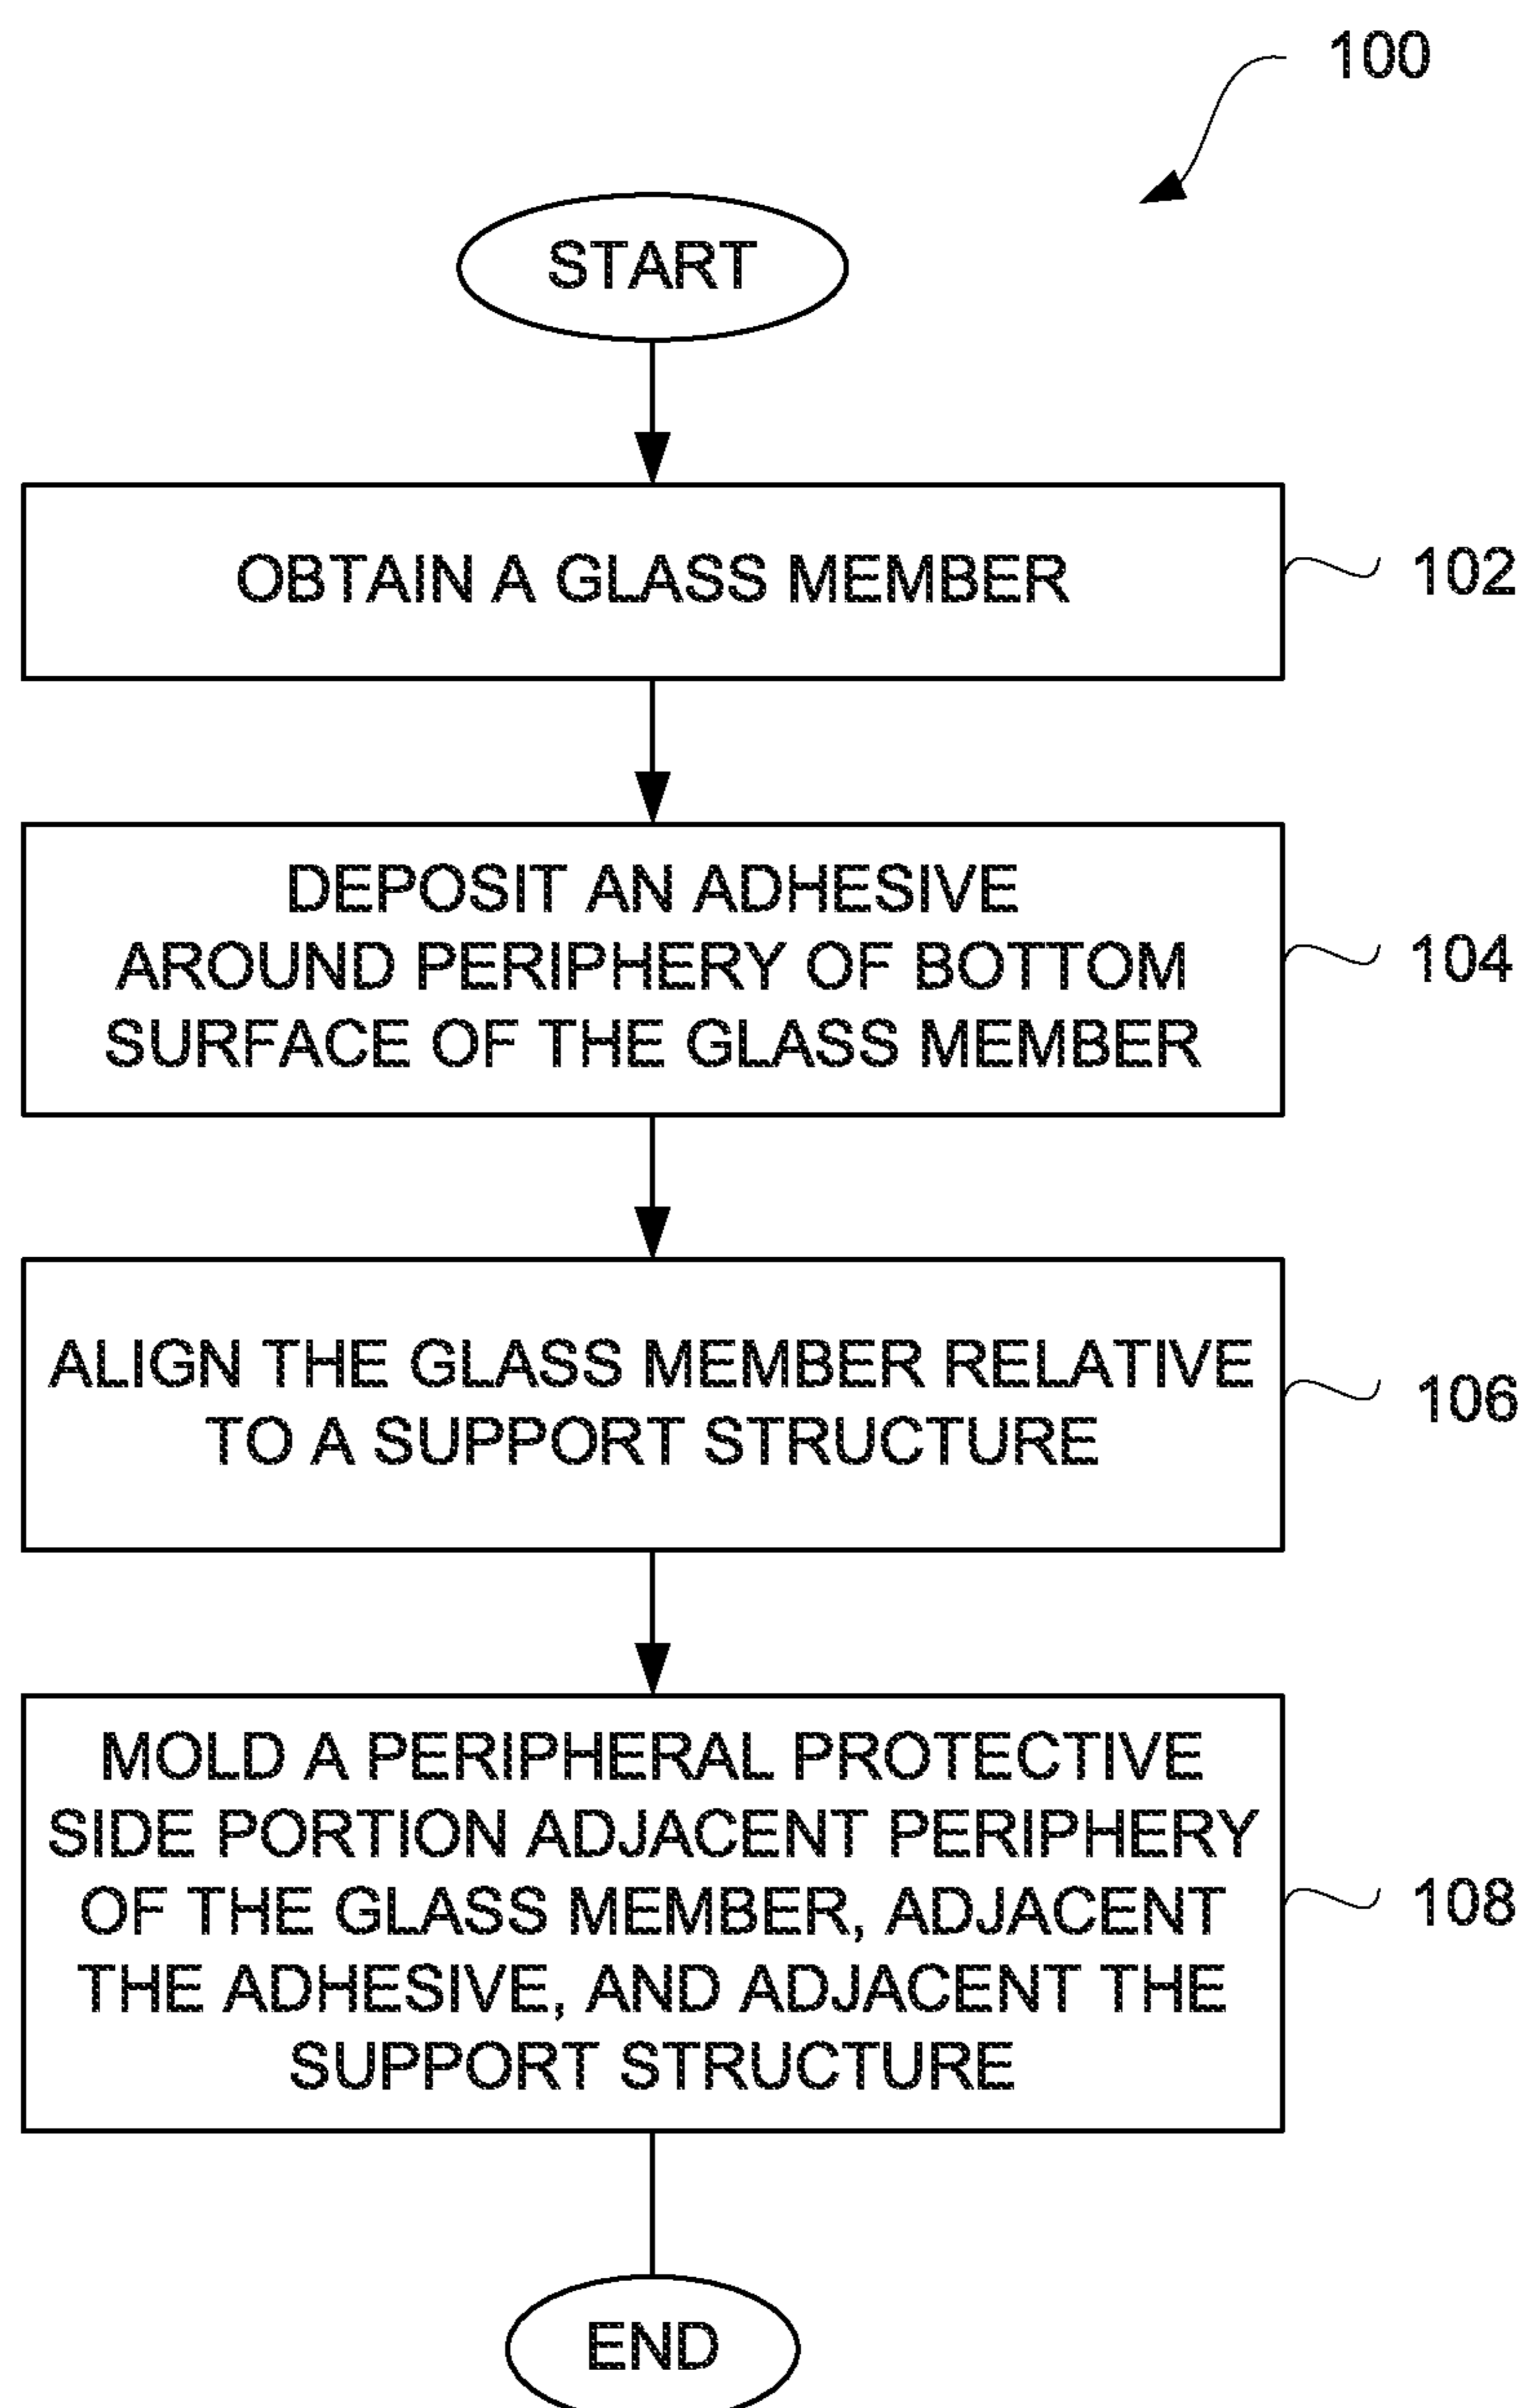 100
START
OBTAIN A GLASS MEMBER
102
DEPOSIT AN ADHESIVE
AROUND PERIPHERY OF BOTTOM
SURFACE OF THE GLASS MEMBER
104
ALIGN THE GLASS MEMBER RELATIVE
TO A SUPPORT STRUCTURE
106
MOLD A PERIPHERAL PROTECTIVE
SIDE PORTION ADJACENT PERIPHERY
OF THE GLASS MEMBER, ADJACENT
THE ADHESIVE, AND ADJACENT THE
SUPPORT STRUCTURE
108
END